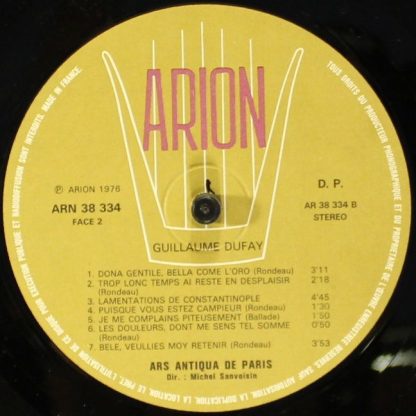 ARION
Ⓟ ARION 1976
ARN 38 334
FACE 2
D. P.
AR 38 334 B
STEREO
GUILLAUME DUFAY
1. DONA GENTILE, BELLA COME L'ORO (Rondeau) 3'11
2. TROP LONG TEMPS AI RESTE EN DESPLAISIR (Rondeau) 2'18
3. LAMENTATIONS DE CONSTANTINOPLE 4'45
4. PUISQUE VOUS ESTEZ CAMPIEUR (Rondeau) 1'30
5. JE ME COMPLAINS PITEUSEMENT (Ballade) 1'50
6. LES DOULEURS, DONT ME SENS TEL SOMME (Rondeau) 0'50
7. BELE, VEULLIES MOY RETENIR (Rondeau) 3'53
ARS ANTIQUA DE PARIS
Dir. : Michel Sanvoisin
TOUS DROITS DU PRODUCTEUR PHONOGRAPHIQUE ET DU PROPRIETAIRE DE L'ŒUVRE ENREGISTREE RESERVES. SAUF AUTORISATION, LA DUPLICATION, LA LOCATION, LE PRET, L'UTILISATION DE CE DISQUE POUR EXECUTION PUBLIQUE ET RADIODIFFUSION SONT INTERDITS. MADE IN FRANCE.